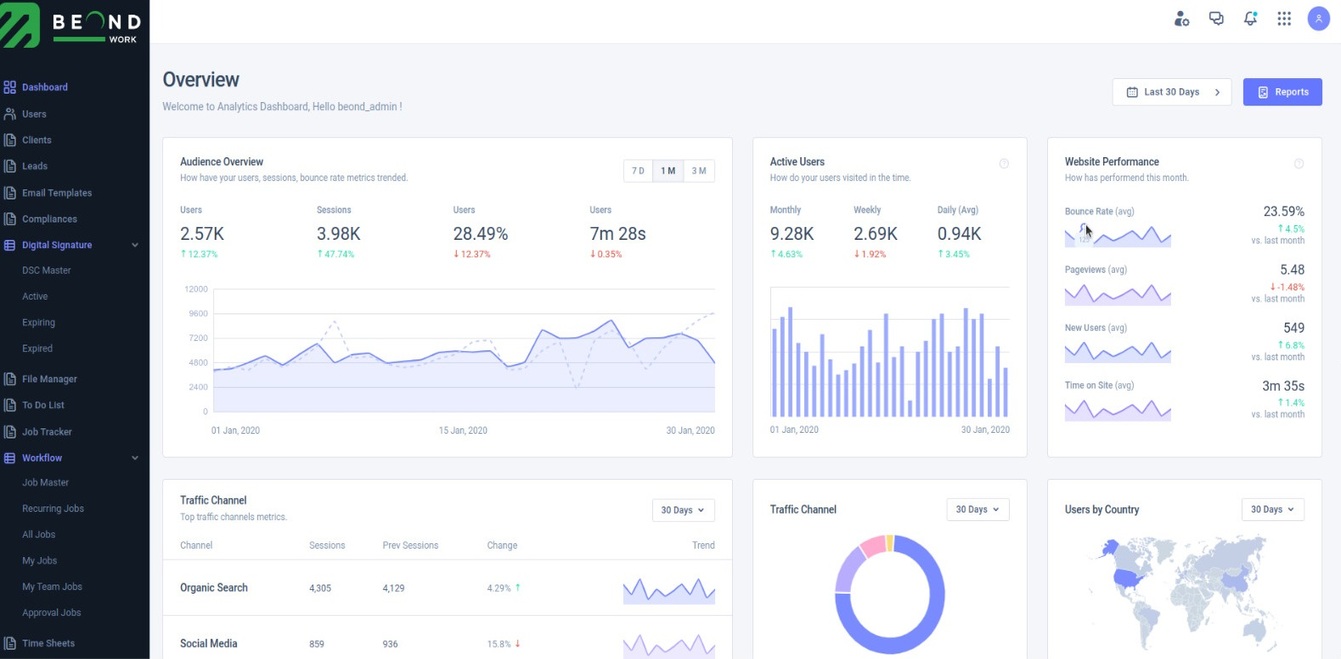 BEOND
WORK
Dashboard
Users
Clients
Leads
Email Templates
Compliances
Digital Signature
DSC Master
Active
Expiring
Expired
File Manager
To Do List
Job Tracker
Workflow
Job Master
Recurring Jobs
All Jobs
My Jobs
My Team Jobs
Approval Jobs
Time Sheets
Overview
Welcome to Analytics Dashboard, Hello beond_admin !
Last 30 Days
Reports
Audience Overview
How have your users, sessions, bounce rate metrics trended.
7 D 1 M 3 M
Users Sessions Users Users
2.57K 3.98K 28.49% 7m 28s
↑ 12.37% ↑ 47.74% ↓ 12.37% ↓ 0.35%
12000
9600
7200
4800
2400
0
01 Jan, 2020 15 Jan, 2020 30 Jan, 2020
Active Users
How do your users visited in the time.
Monthly Weekly Daily (Avg)
9.28K 2.69K 0.94K
↑ 4.63% ↓ 1.92% ↑ 3.45%
01 Jan, 2020 30 Jan, 2020
Website Performance
How has performend this month.
Bounce Rate (avg) 23.59%
↑ 4.5%
vs. last month
Pageviews (avg) 5.48
↓ -1.48%
vs. last month
New Users (avg) 549
↑ 6.8%
vs. last month
Time on Site (avg) 3m 35s
↑ 1.4%
vs. last month
Traffic Channel
Top traffic channels metrics.
30 Days
Channel Sessions Prev Sessions Change Trend
Organic Search 4,305 4,129 4.29% ↑
Social Media 859 936 15.8% ↓
Traffic Channel 30 Days
Users by Country 30 Days